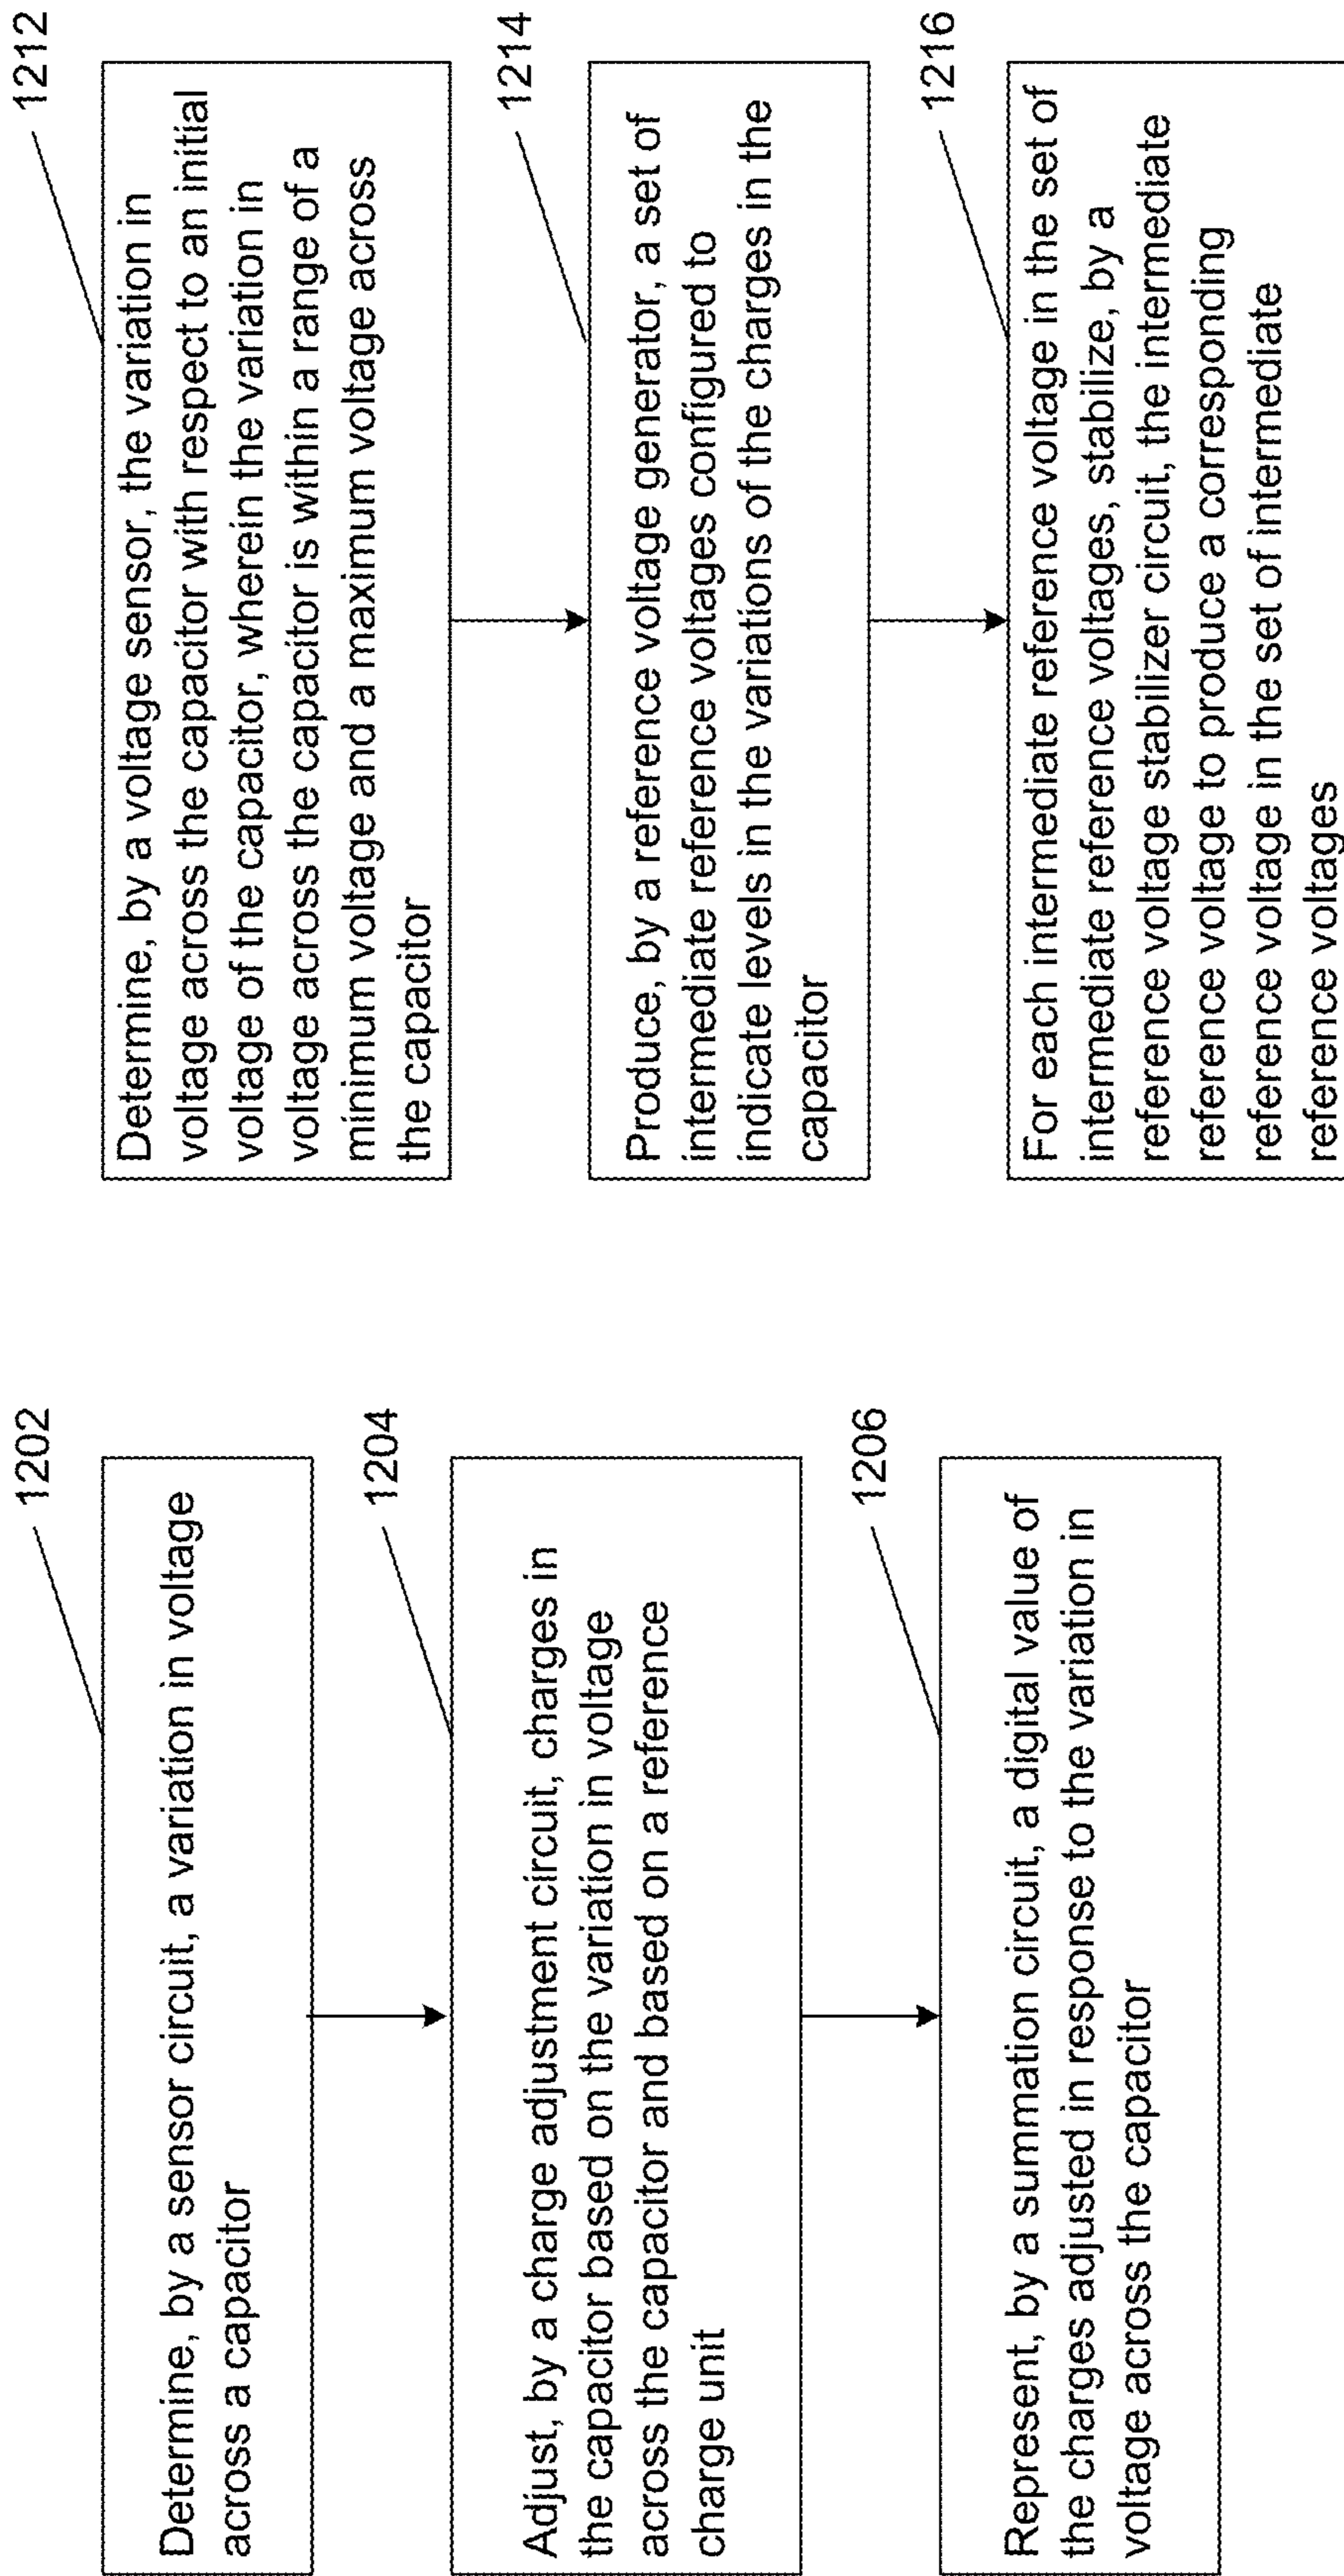 1202
Determine, by a sensor circuit, a variation in voltage
across a capacitor
1204
Adjust, by a charge adjustment circuit, charges in
the capacitor based on the variation in voltage
across the capacitor and based on a reference
charge unit
1206
Represent, by a summation circuit, a digital value of
the charges adjusted in response to the variation in
voltage across the capacitor
1212
Determine, by a voltage sensor, the variation in
voltage across the capacitor with respect to an initial
voltage of the capacitor, wherein the variation in
voltage across the capacitor is within a range of a
minimum voltage and a maximum voltage across
the capacitor
1214
Produce, by a reference voltage generator, a set of
intermediate reference voltages configured to
indicate levels in the variations of the charges in the
capacitor
1216
For each intermediate reference voltage in the set of
intermediate reference voltages, stabilize, by a
reference voltage stabilizer circuit, the intermediate
reference voltage to produce a corresponding
reference voltage in the set of intermediate
reference voltages